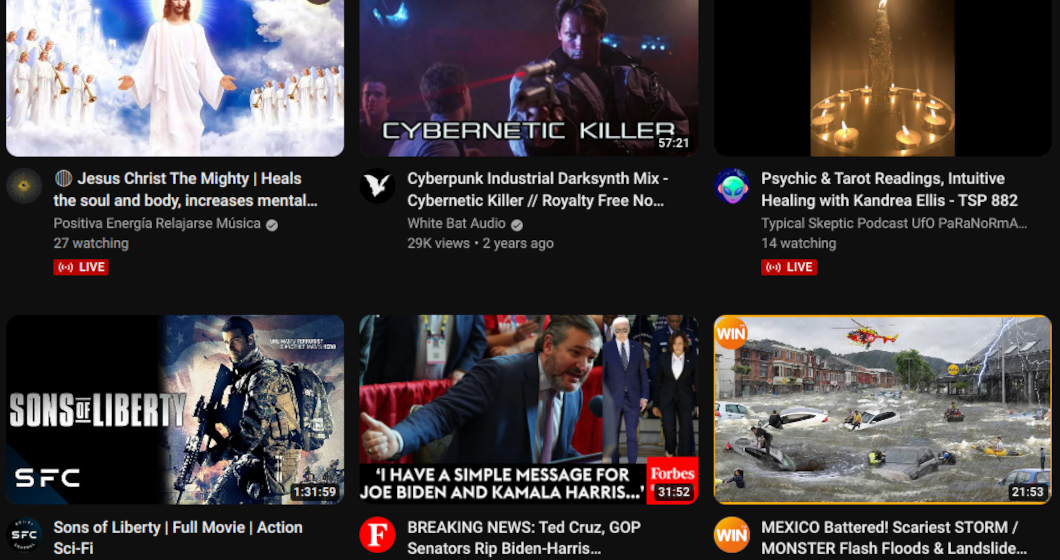 CYBERNETIC KILLER
57:21
Jesus Christ The Mighty | Heals
the soul and body, increases mental...
Positiva Energía Relajarse Música
27 watching
LIVE
Cyberpunk Industrial Darksynth Mix -
Cybernetic Killer // Royalty Free No...
White Bat Audio
29K views • 2 years ago
Psychic & Tarot Readings, Intuitive
Healing with Kandrea Ellis - TSP 882
Typical Skeptic Podcast UfO PaRaNoRmA...
14 watching
LIVE
SONS OF LIBERTY
SFC
1:31:59
'I HAVE A SIMPLE MESSAGE FOR
JOE BIDEN AND KAMALA HARRIS...'
Forbes
31:52
WIN
21:53
SFC
Sons of Liberty | Full Movie | Action
Sci-Fi
F
BREAKING NEWS: Ted Cruz, GOP
Senators Rip Biden-Harris...
WIN
MEXICO Battered! Scariest STORM /
MONSTER Flash Floods & Landslide...